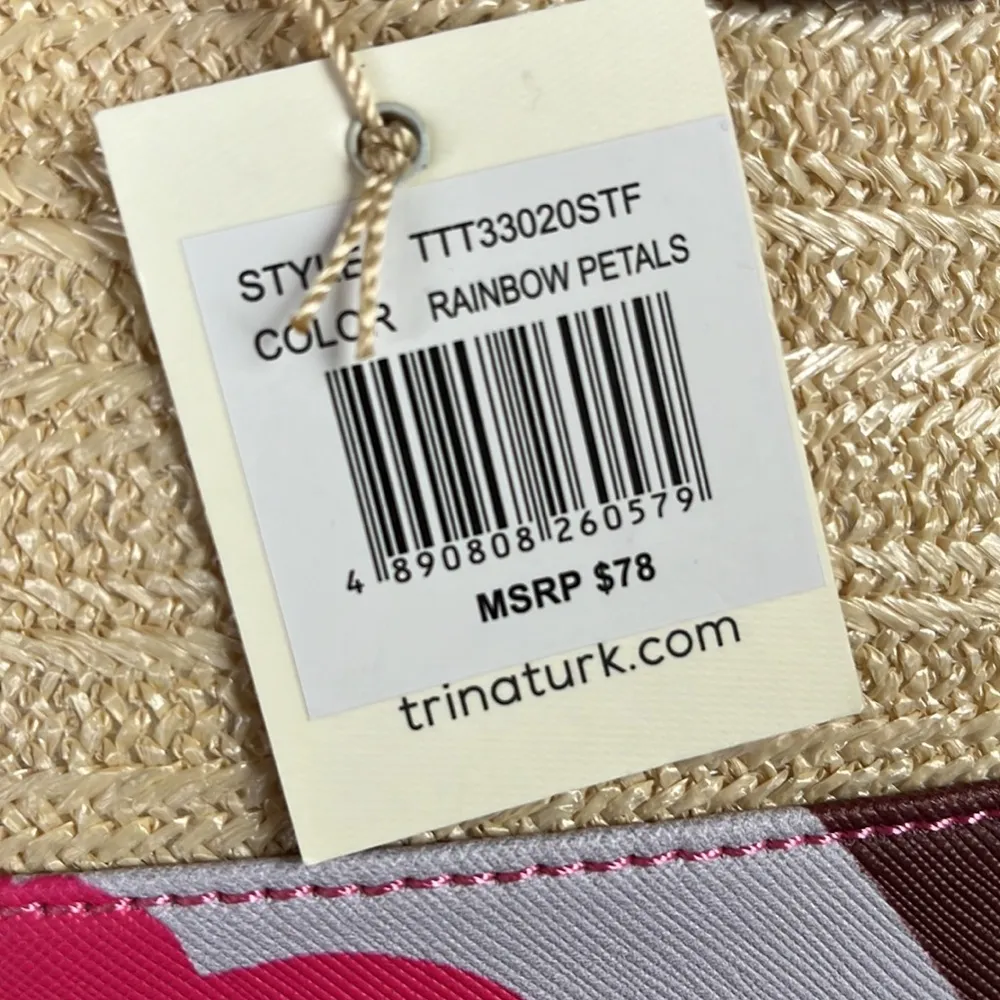 STYLE TTT33020STF
COLOR RAINBOW PETALS
4 890808 260579
MSRP $78
trinaturk.com